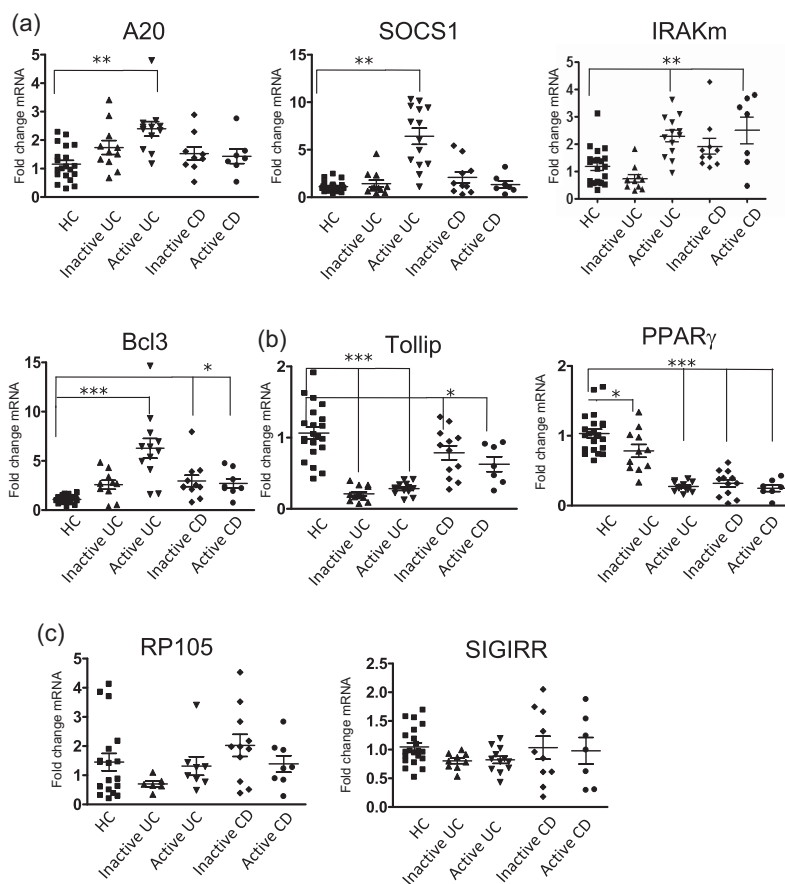 (a)
A20
Fold change mRNA
5
4
3
2
1
0
**
HC
Inactive UC
Active UC
Inactive CD
Active CD
SOCS1
Fold change mRNA
15
10
5
0
**
HC
Inactive UC
Active UC
Inactive CD
Active CD
IRAKm
Fold change mRNA
5
4
3
2
1
0
**
HC
Inactive UC
Active UC
Inactive CD
Active CD
Bcl3
Fold change mRNA
15
10
5
0
***
*
HC
Inactive UC
Active UC
Inactive CD
Active CD
(b)
Tollip
Fold change mRNA
2
1
0
***
*
HC
Inactive UC
Active UC
Inactive CD
Active CD
PPARγ
Fold change mRNA
2
1
0
***
*
HC
Inactive UC
Active UC
Inactive CD
Active CD
(c)
RP105
Fold change mRNA
5
4
3
2
1
0
HC
Inactive UC
Active UC
Inactive CD
Active CD
SIGIRR
Fold change mRNA
2.5
2.0
1.5
1.0
0.5
0.0
HC
Inactive UC
Active UC
Inactive CD
Active CD